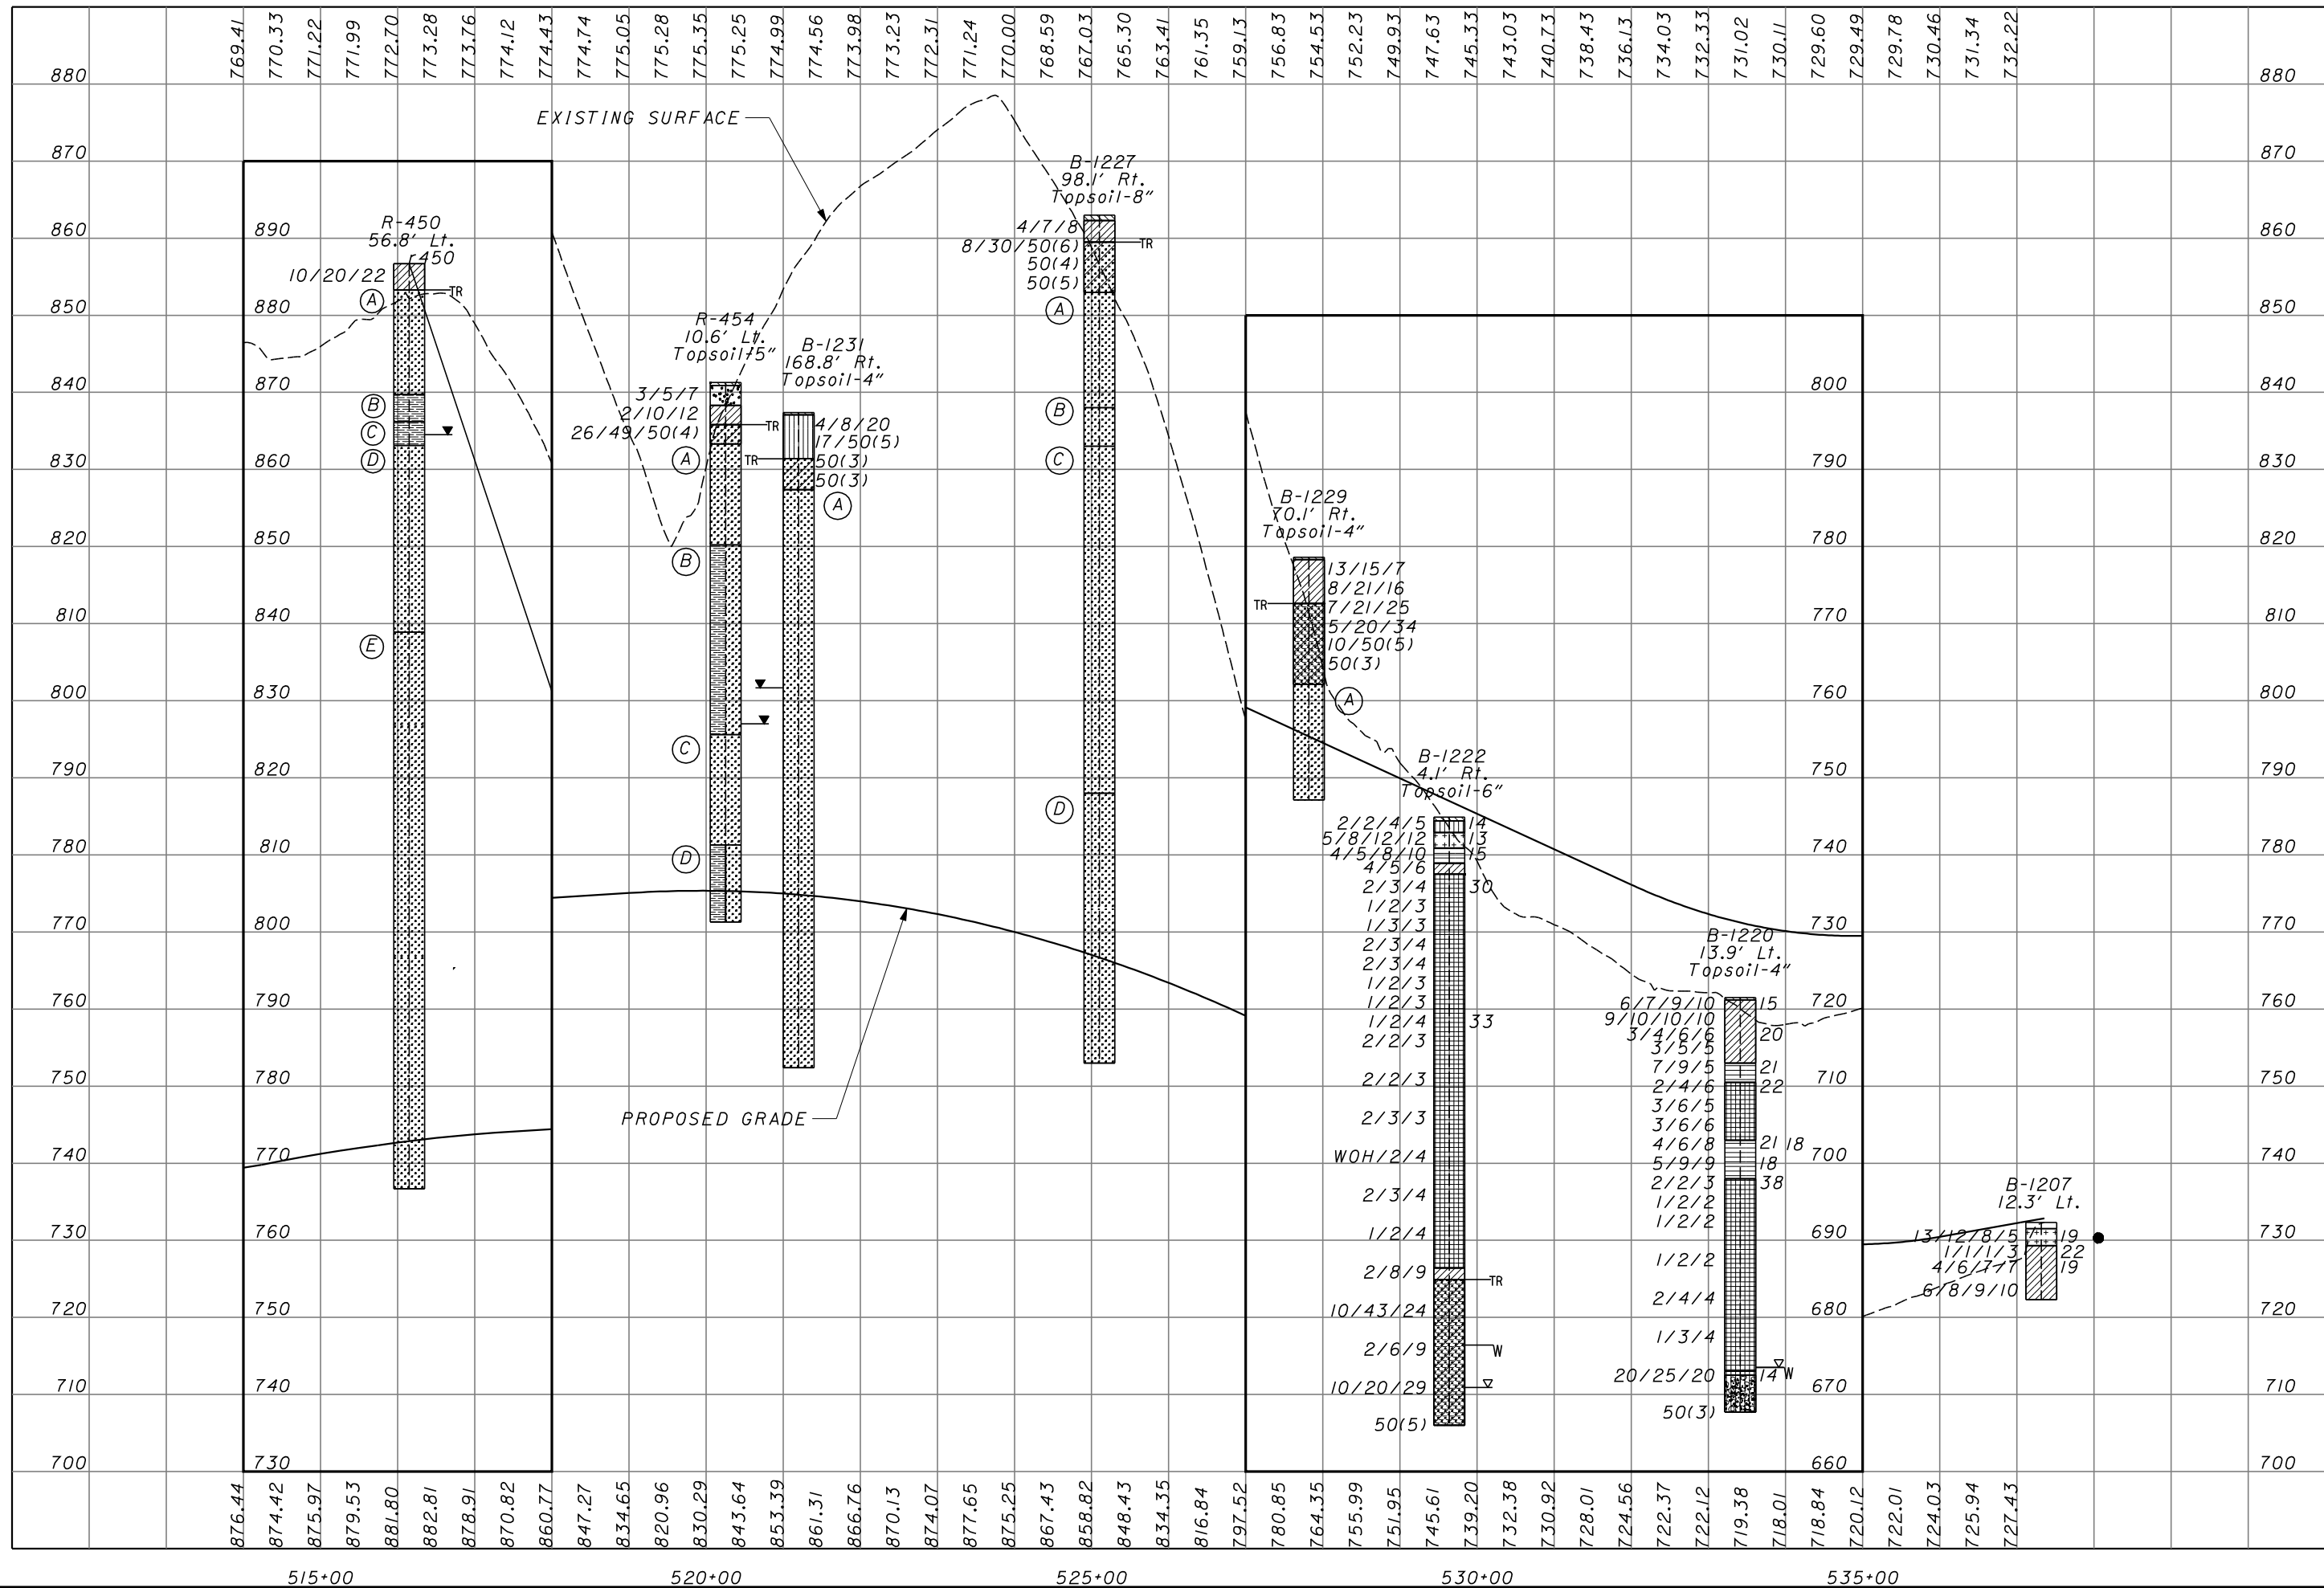 769.41 770.33 771.22 771.99 772.70 773.28 773.76 774.12 774.43 774.74 775.05 775.28 775.35 775.25 774.99 774.56 773.98 773.23 772.31 771.24 770.00 768.59 767.03 765.30 763.41 761.35 759.13 756.83 754.53 752.23 749.93 747.63 745.33 743.03 740.73 738.43 736.13 734.03 732.33 731.02 730.11 729.60 729.49 729.78 730.46 731.34 732.22
880 880
EXISTING SURFACE
870 870
B-1227
98.1' Rt.
Topsoil-8"
4/7/8
8/30/50(6) TR
50(4)
50(5)
A
B
C
D
R-450
56.8' Lt.
r-450
10/20/22
TR
A
B
C
D
E
860 890 860
850 880 850
840 870 800 840
830 860 790 830
820 850 780 820
810 840 770 810
800 830 760 800
790 820 750 790
780 810 740 780
770 800 730 770
760 790 720 760
750 780 710 750
740 770 700 740
730 760 690 730
720 750 680 720
710 740 670 710
700 730 660 700
R-454
10.6' Lt.
Topsoil-5"
3/5/7
2/10/12 TR
26/49/50(4)
A
B
C
D
B-1231
168.8' Rt.
Topsoil-4"
4/8/20
17/50(5)
TR 50(3)
50(3)
A
B-1229
70.1' Rt.
Topsoil-4"
13/15/7
8/21/16
TR 7/21/25
5/20/34
10/50(5)
50(3)
A
B-1222
4.1' Rt.
Topsoil-6"
2/2/4/5 14
5/8/12/12 13
4/5/8/10 15
4/5/6
2/3/4 30
1/2/3
1/3/3
2/3/4
2/3/4
1/2/3
1/2/3
1/2/4 33
2/2/3
2/2/3
2/3/3
WOH/2/4
2/3/4
1/2/4
2/8/9 TR
10/43/24
2/6/9 W
10/20/29
50(5)
B-1220
13.9' Lt.
Topsoil-4"
6/7/9/10 15
9/10/10/10
3/4/6/6 20
3/5/5
7/9/5 21
2/4/6 22
3/6/5
3/6/6
4/6/8 21 18
5/9/9 18
2/2/3 38
1/2/2
1/2/2
1/2/2
2/4/4
1/3/4
20/25/20 14 W
50(3)
B-1207
12.3' Lt.
13/12/8/5 19
1/1/1/3 22
4/6/7/7 19
6/8/9/10
PROPOSED GRADE
876.44 874.42 875.97 879.53 881.80 882.81 878.91 870.82 860.77 847.27 834.65 820.96 830.29 843.64 853.39 861.31 866.76 870.13 874.07 877.65 875.25 867.43 858.82 848.43 834.35 816.84 797.52 780.85 764.35 755.99 751.95 745.61 739.20 732.38 730.92 728.01 724.56 722.37 722.12 719.38 718.01 718.84 720.12 722.01 724.03 725.94 727.43
515+00 520+00 525+00 530+00 535+00